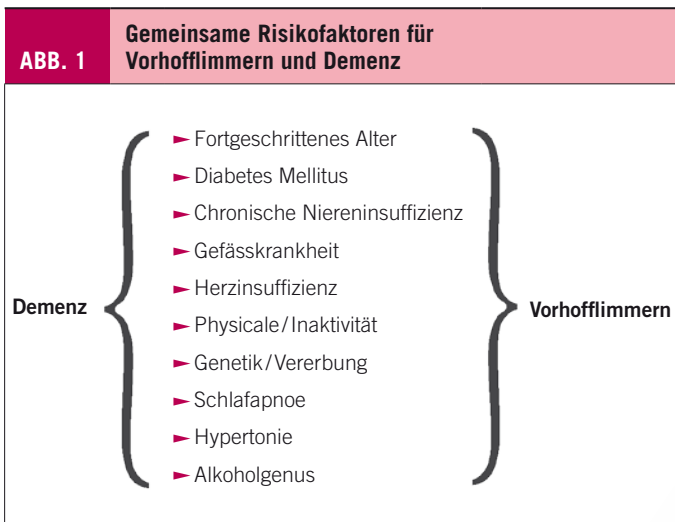 ABB. 1
Gemeinsame Risikofaktoren für
Vorhofflimmern und Demenz
► Fortgeschrittenes Alter
► Diabetes Mellitus
► Chronische Niereninsuffizienz
► Gefässkrankheit
► Herzinsuffizienz
Demenz
Vorhofflimmern
► Physicale/Inaktivität
► Genetik/Vererbung
► Schlafapnoe
► Hypertonie
► Alkoholgenus